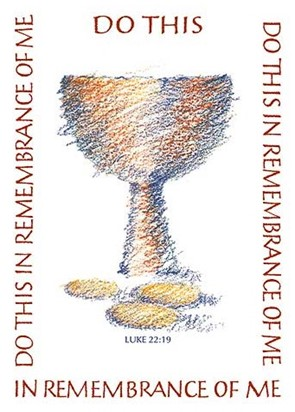 DO THIS
DO THIS IN REMEMBRANCE OF ME
DO THIS IN REMEMBRANCE OF ME
LUKE 22:19
IN REMEMBRANCE OF ME